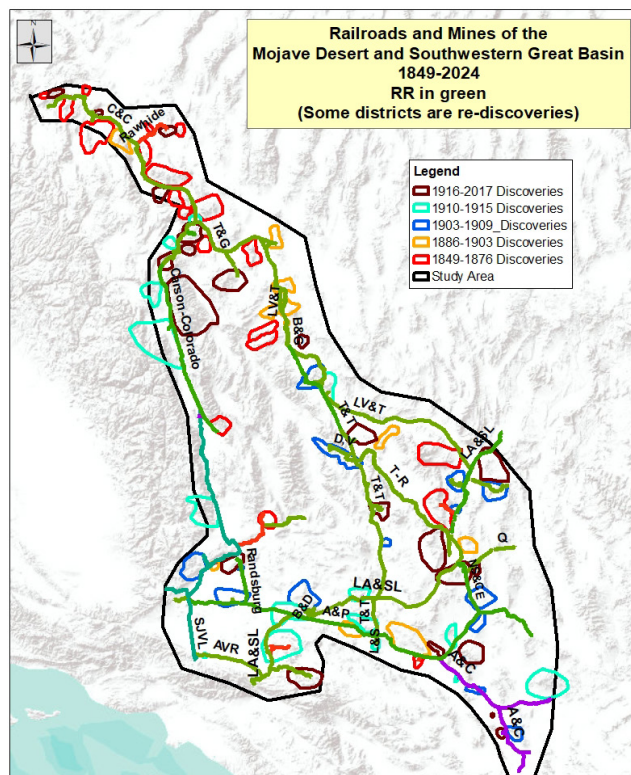 Railroads and Mines of the
Mojave Desert and Southwestern Great Basin
1849-2024
RR in green
(Some districts are re-discoveries)
N
Legend
1916-2017 Discoveries
1910-1915 Discoveries
1903-1909_Discoveries
1886-1903 Discoveries
1849-1876 Discoveries
Study Area
C&C
Rawhide
T&G
Carson-Colorado
LV&T
B&G
LV&T
T&T
D.V
T-R
LA&SL
T&T
Q
Randsburg
LA&SL
B&D
A&P
T&T
L&S
SJVL
AVR
LA&SL
A&C
A&C